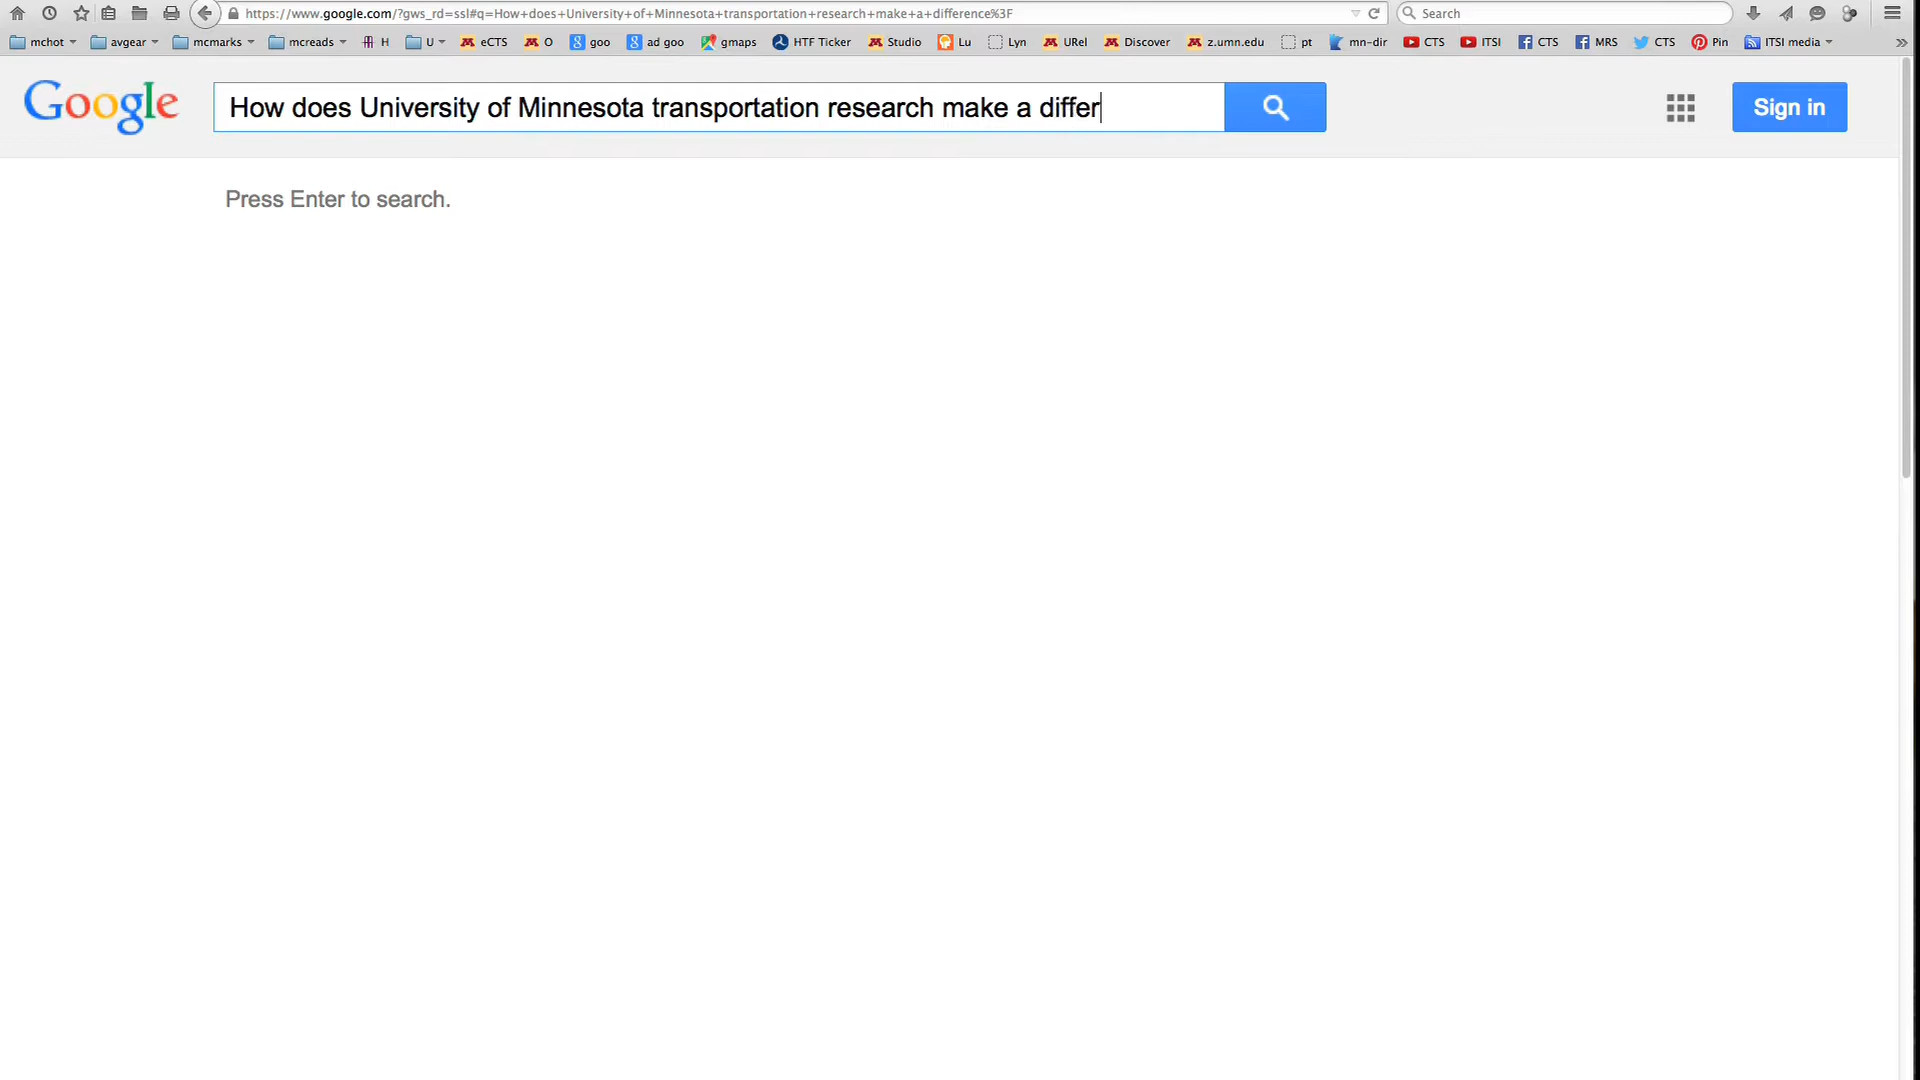 https://www.google.com/?gws_rd=ssl#q=How+does+University+of+Minnesota+transportation+research+make+a+difference%3F
Search
mchot avgear mcmarks mcreads H U eCTS O goo ad goo gmaps HTF Ticker Studio Lu Lyn URel Discover z.umn.edu pt mn-dir CTS ITSI CTS MRS CTS Pin ITSI media
Google How does University of Minnesota transportation research make a differ Sign in
Press Enter to search.